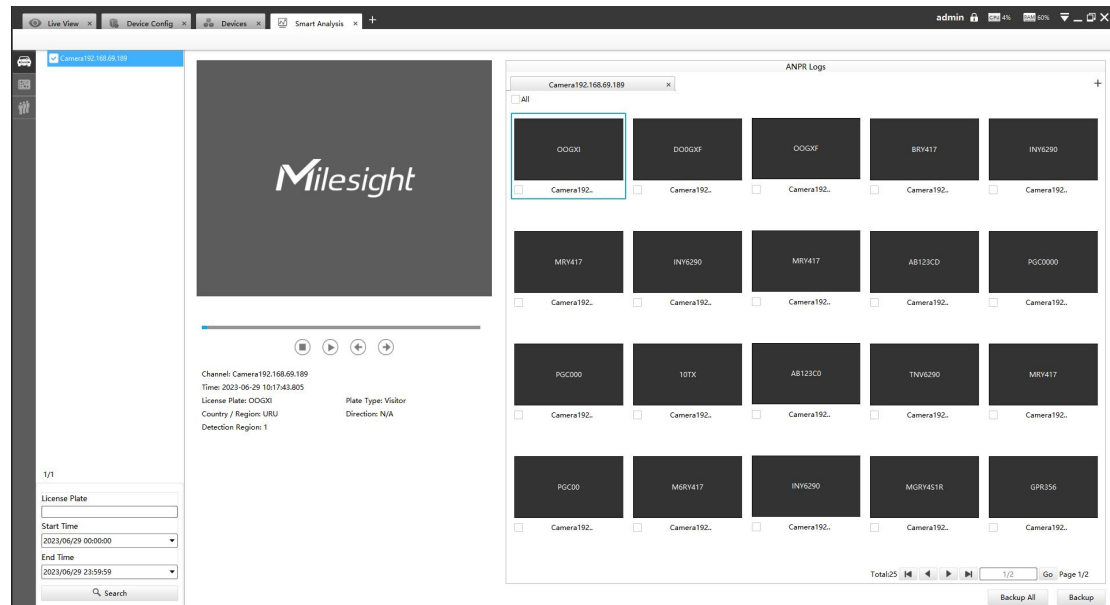 Live View × Device Config × Devices × Smart Analysis × +
admin CPU 4% RAM 60%
Camera192.168.69.189
Milesight
Channel: Camera192.168.69.189
Time: 2023-06-29 10:17:43.805
License Plate: OOGXI Plate Type: Visitor
Country / Region: URU Direction: N/A
Detection Region: 1
1/1
License Plate
Start Time
2023/06/29 00:00:00
End Time
2023/06/29 23:59:59
Search
ANPR Logs
Camera192.168.69.189 × +
All
OOGXI DO0GXF OOGXF BRY417 INY6290
Camera192.. Camera192.. Camera192.. Camera192.. Camera192..
MRY417 INY6290 MRY417 AB123CD PGC0000
Camera192.. Camera192.. Camera192.. Camera192.. Camera192..
PGC000 10TX AB123C0 TNV6290 MRY417
Camera192.. Camera192.. Camera192.. Camera192.. Camera192..
PGC00 M6RY417 INY6290 MGRY4S1R GPR356
Camera192.. Camera192.. Camera192.. Camera192.. Camera192..
Total:25 1/2 Go Page 1/2
Backup All Backup